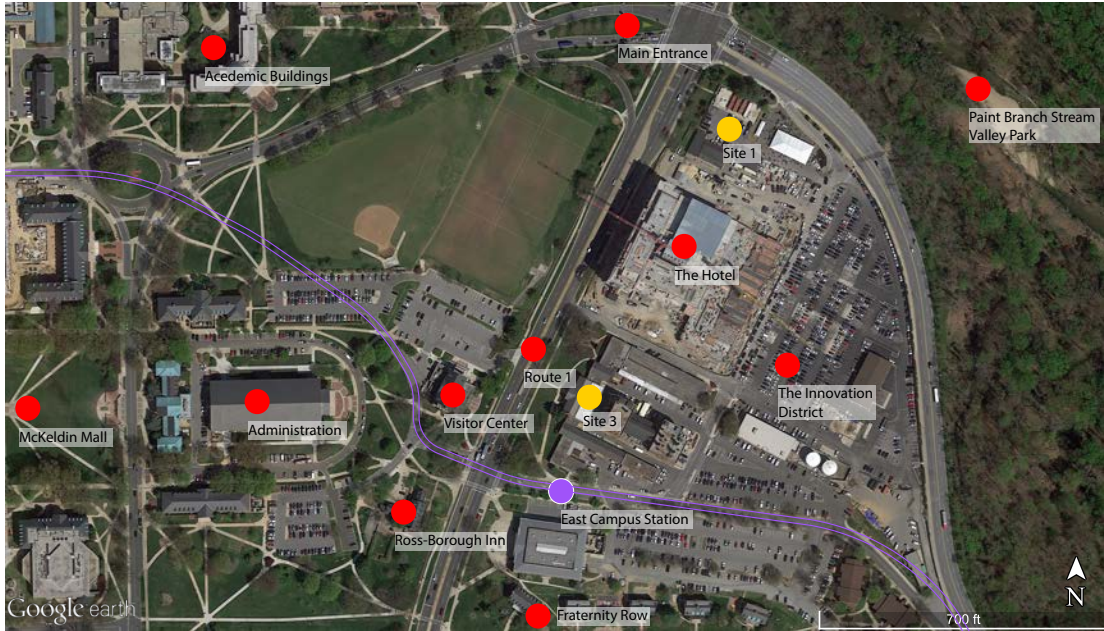 Main Entrance
Acedemic Buildings
Paint Branch Stream
Valley Park
Site 1
The Hotel
Route 1
The Innovation
District
McKeldin Mall
Administration
Visitor Center
Site 3
East Campus Station
Ross-Borough Inn
N
Google earth
Fraternity Row
700 ft